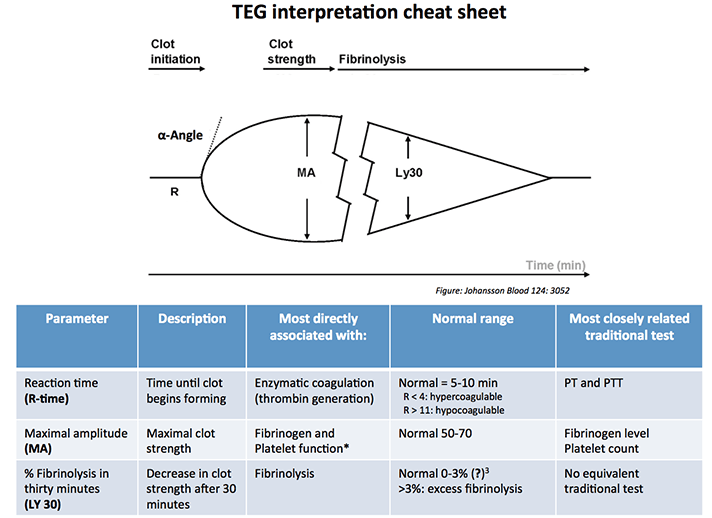 TEG interpretation cheat sheet
Clot
initiation
Clot
strength
Fibrinolysis
α-Angle
MA
Ly30
R
Time (min)
Figure: Johansson Blood 124: 3052
Parameter
Description
Most directly
associated with:
Normal range
Most closely related
traditional test
Reaction time
(R-time)
Time until clot
begins forming
Enzymatic coagulation
(thrombin generation)
Normal = 5-10 min
R < 4: hypercoagulable
R > 11: hypocoagulable
PT and PTT
Maximal amplitude
(MA)
Maximal clot
strength
Fibrinogen and
Platelet function*
Normal 50-70
Fibrinogen level
Platelet count
% Fibrinolysis in
thirty minutes
(LY 30)
Decrease in clot
strength after 30
minutes
Fibrinolysis
Normal 0-3% (?)³
>3%: excess fibrinolysis
No equivalent
traditional test